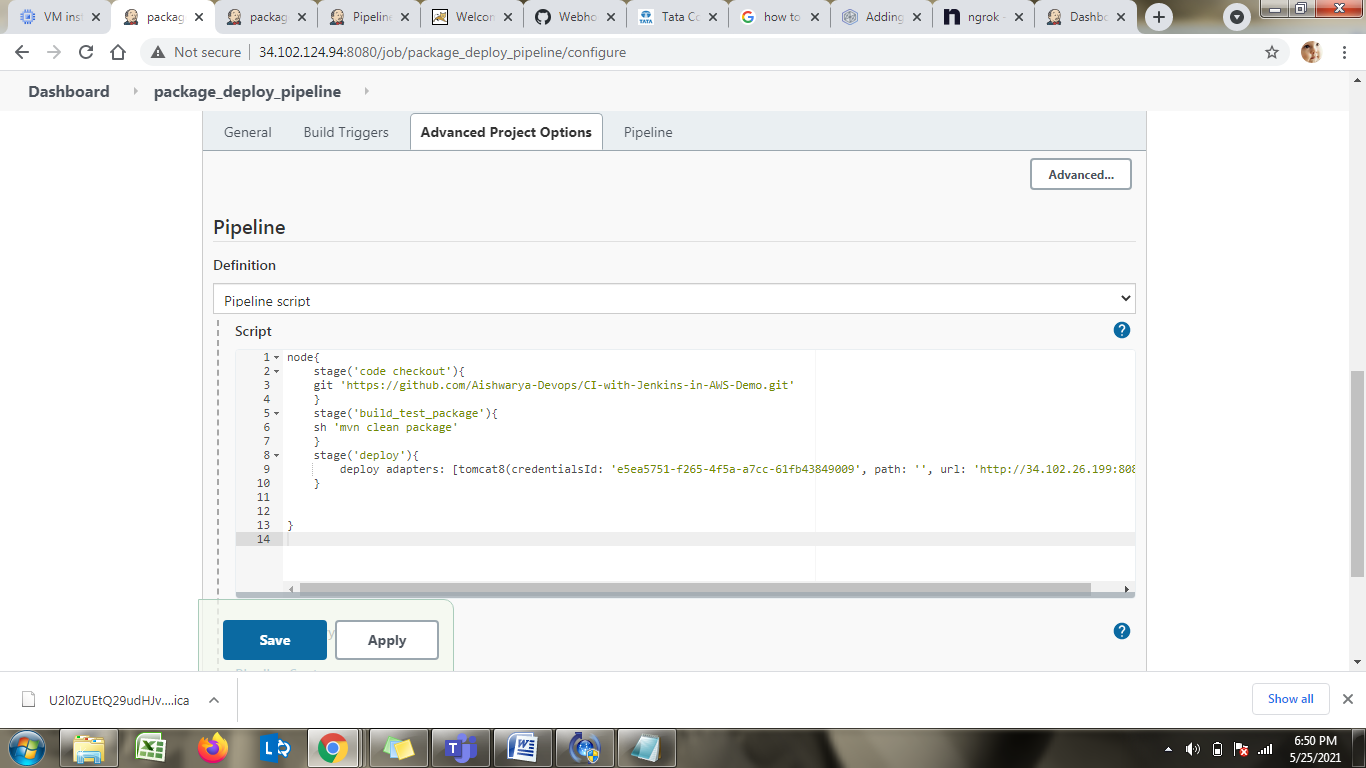 VM inst
packag
packag
Pipelin
Welcon
Webho
TATA
Tata Co
how to
Adding
n
ngrok -
Dashbo
Not secure
34.102.124.94:8080/job/package_deploy_pipeline/configure
Dashboard
package_deploy_pipeline
General
Build Triggers
Advanced Project Options
Pipeline
Advanced...
Pipeline
Definition
Pipeline script
Script
?
1 node{
2 stage('code checkout'){
3 git 'https://github.com/Aishwarya-Devops/CI-with-Jenkins-in-AWS-Demo.git'
4 }
5 stage('build_test_package'){
6 sh 'mvn clean package'
7 }
8 stage('deploy'){
9 deploy adapters: [tomcat8(credentialsId: 'e5ea5751-f265-4f5a-a7cc-61fb43849009', path: '', url: 'http://34.102.26.199:808
10 }
11
12
13 }
14
Save
Apply
?
U2l0ZUEtQ29udHJv....ica
Show all
6:50 PM
5/25/2021